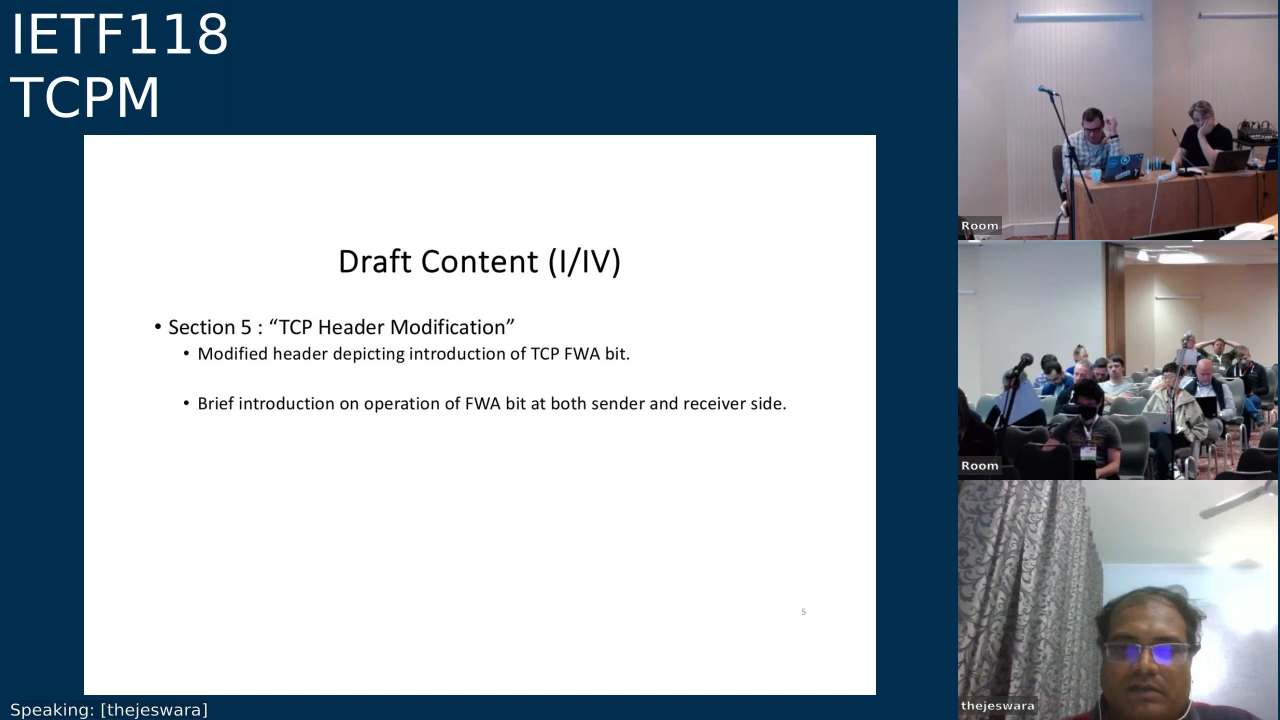 IETF118
TCPM
Draft Content (I/IV)
• Section 5 : “TCP Header Modification”
• Modified header depicting introduction of TCP FWA bit.
• Brief introduction on operation of FWA bit at both sender and receiver side.
5
Speaking: [thejeswara]
Room
Room
thejeswara